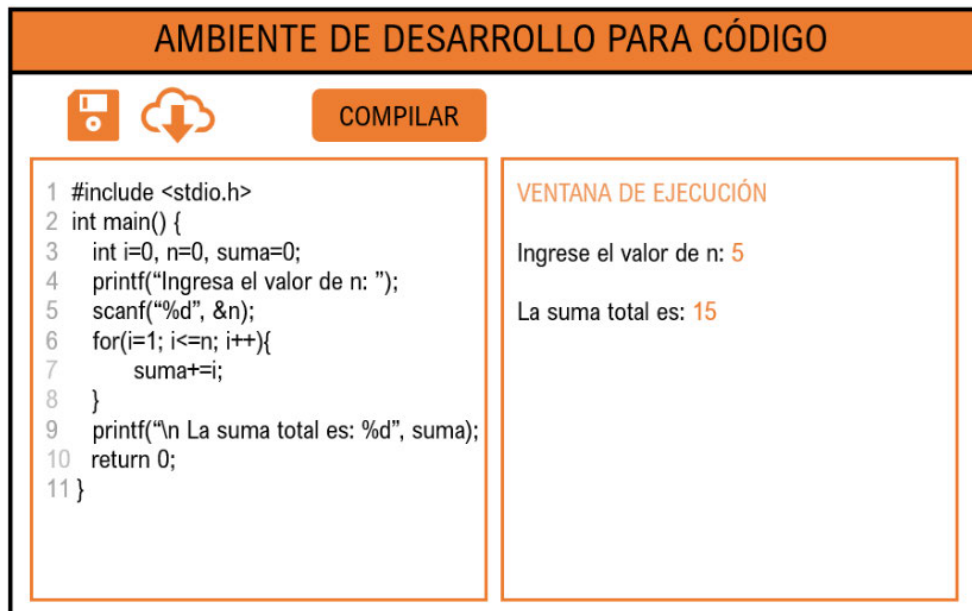 AMBIENTE DE DESARROLLO PARA CÓDIGO
COMPILAR
1 #include <stdio.h>
2 int main() {
3 int i=0, n=0, suma=0;
4 printf(“Ingresa el valor de n: ”);
5 scanf(“%d”, &n);
6 for(i=1; i<=n; i++){
7 suma+=i;
8 }
9 printf(“\n La suma total es: %d”, suma);
10 return 0;
11 }
VENTANA DE EJECUCIÓN
Ingrese el valor de n: 5
La suma total es: 15